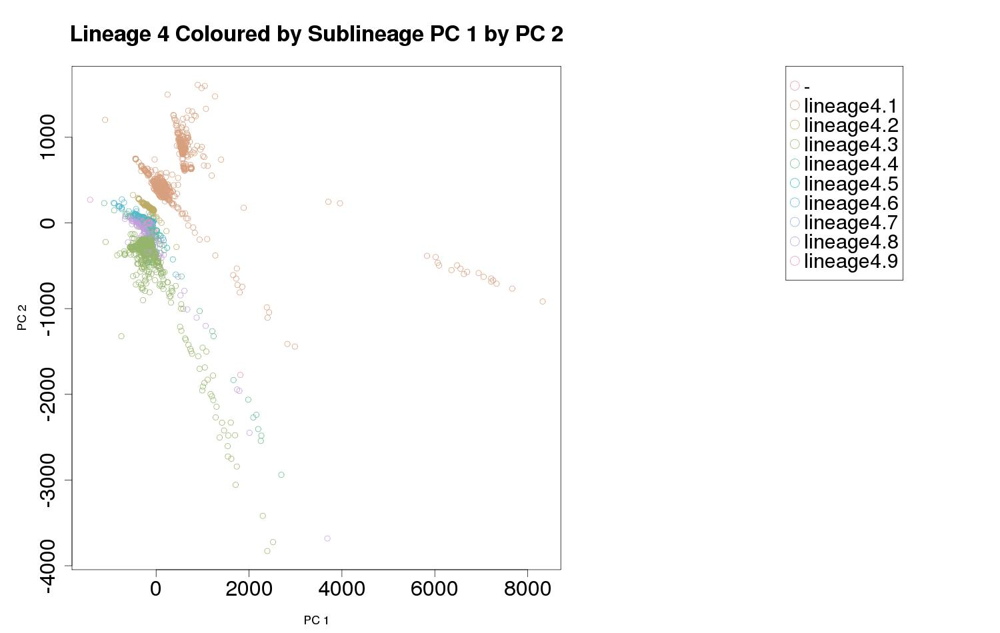 Lineage 4 Coloured by Sublineage PC 1 by PC 2
-
lineage4.1
lineage4.2
lineage4.3
lineage4.4
lineage4.5
lineage4.6
lineage4.7
lineage4.8
lineage4.9
PC 2
1000
0
-1000
-2000
-3000
-4000
0 2000 4000 6000 8000
PC 1